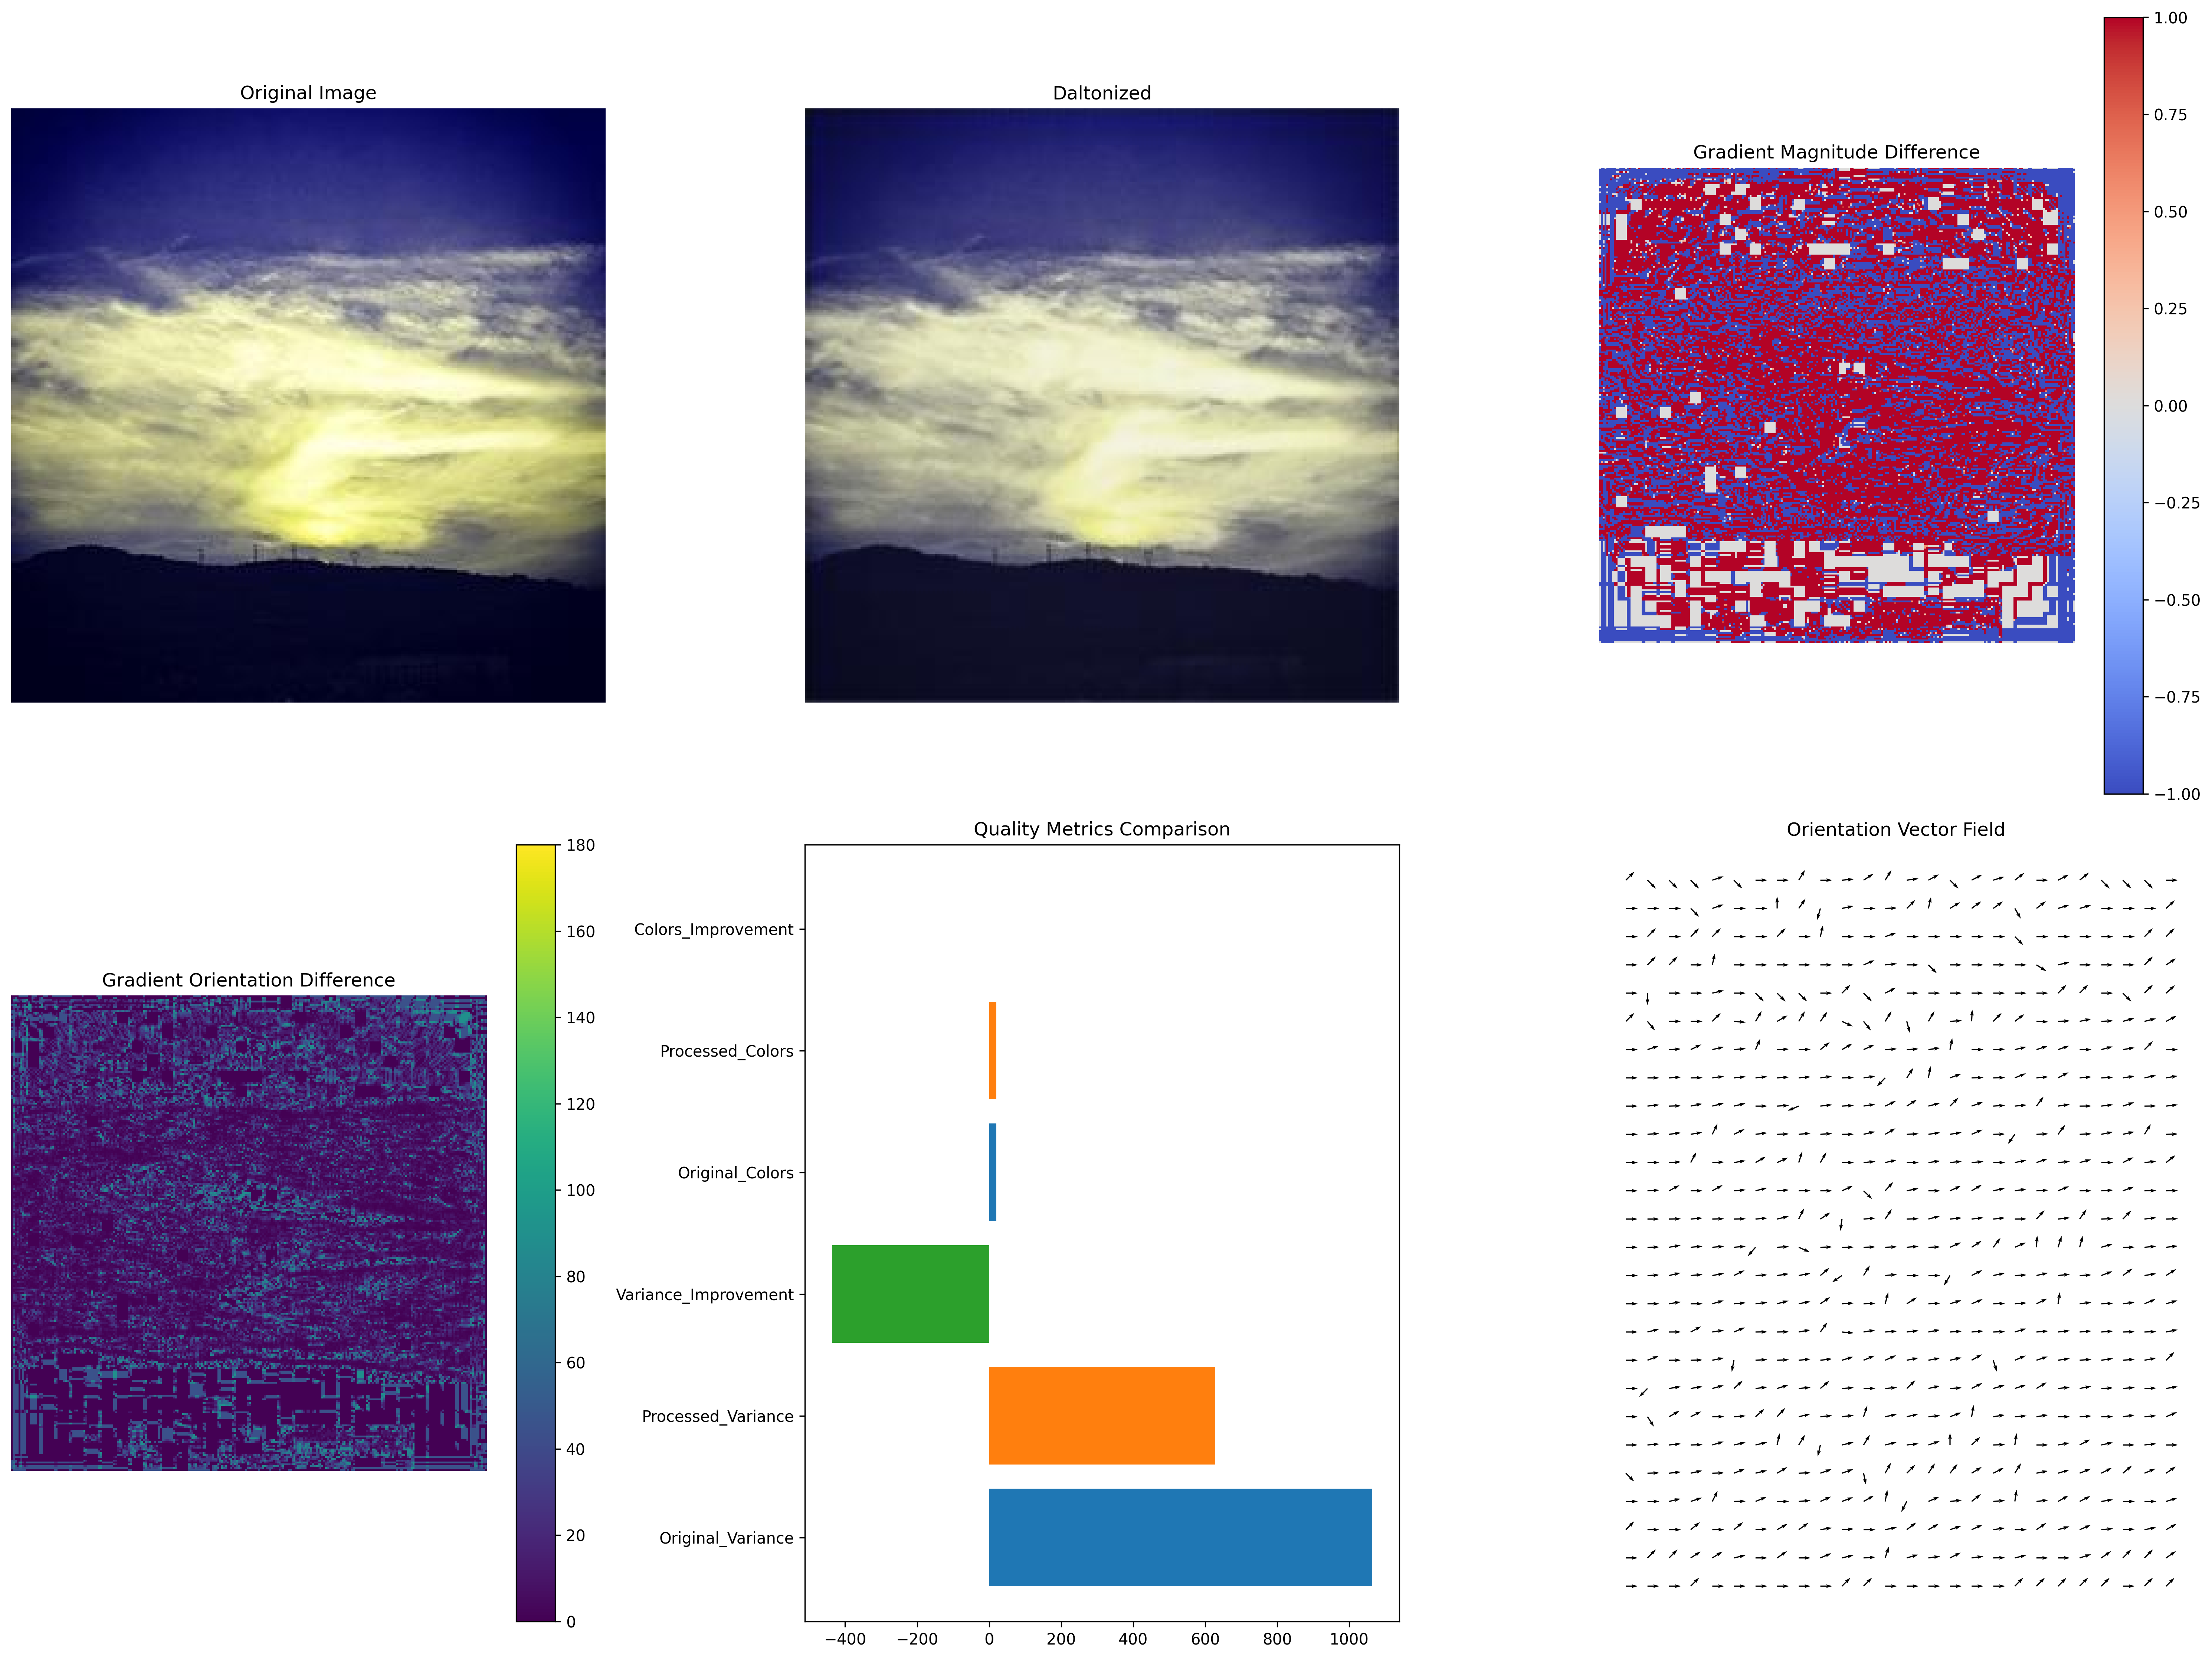 Original Image
Daltonized
Gradient Magnitude Difference
1.00
0.75
0.50
0.25
0.00
−0.25
−0.50
−0.75
−1.00
Gradient Orientation Difference
180
160
140
120
100
80
60
40
20
0
Quality Metrics Comparison
Colors_Improvement
Processed_Colors
Original_Colors
Variance_Improvement
Processed_Variance
Original_Variance
−400 −200 0 200 400 600 800 1000
Orientation Vector Field